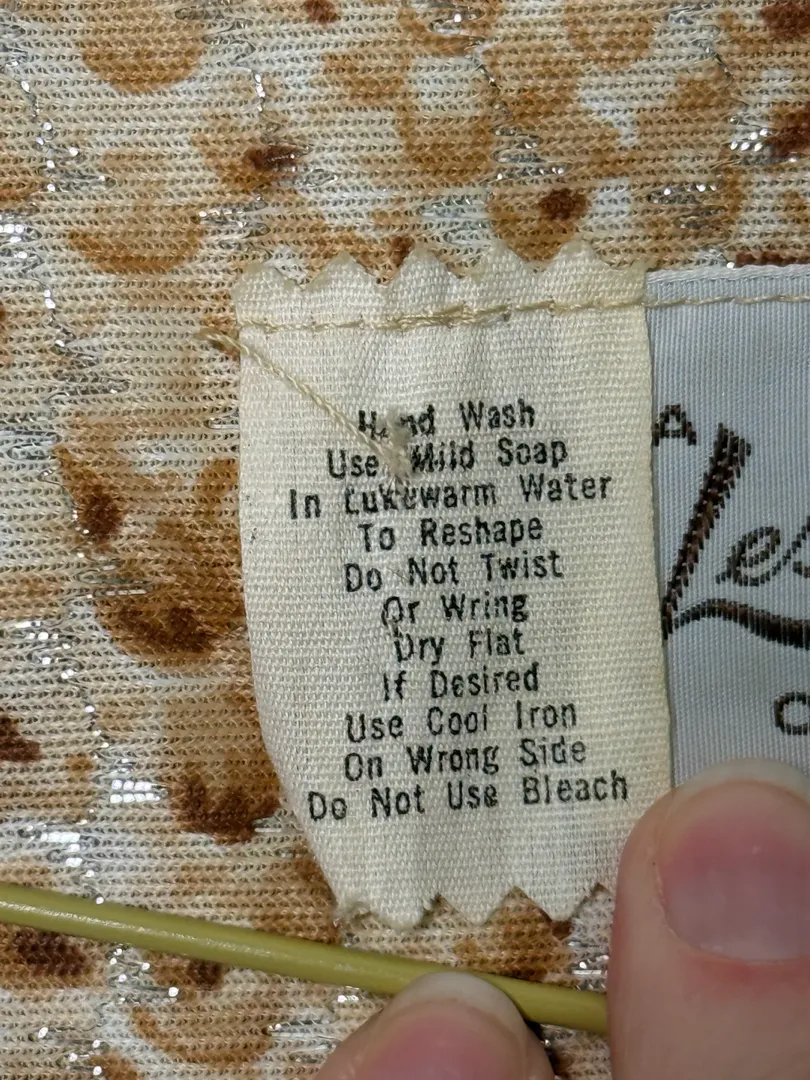 Hand Wash
Use Mild Soap
In Lukewarm Water
To Reshape
Do Not Twist
Or Wring
Dry Flat
If Desired
Use Cool Iron
On Wrong Side
Do Not Use Bleach
A